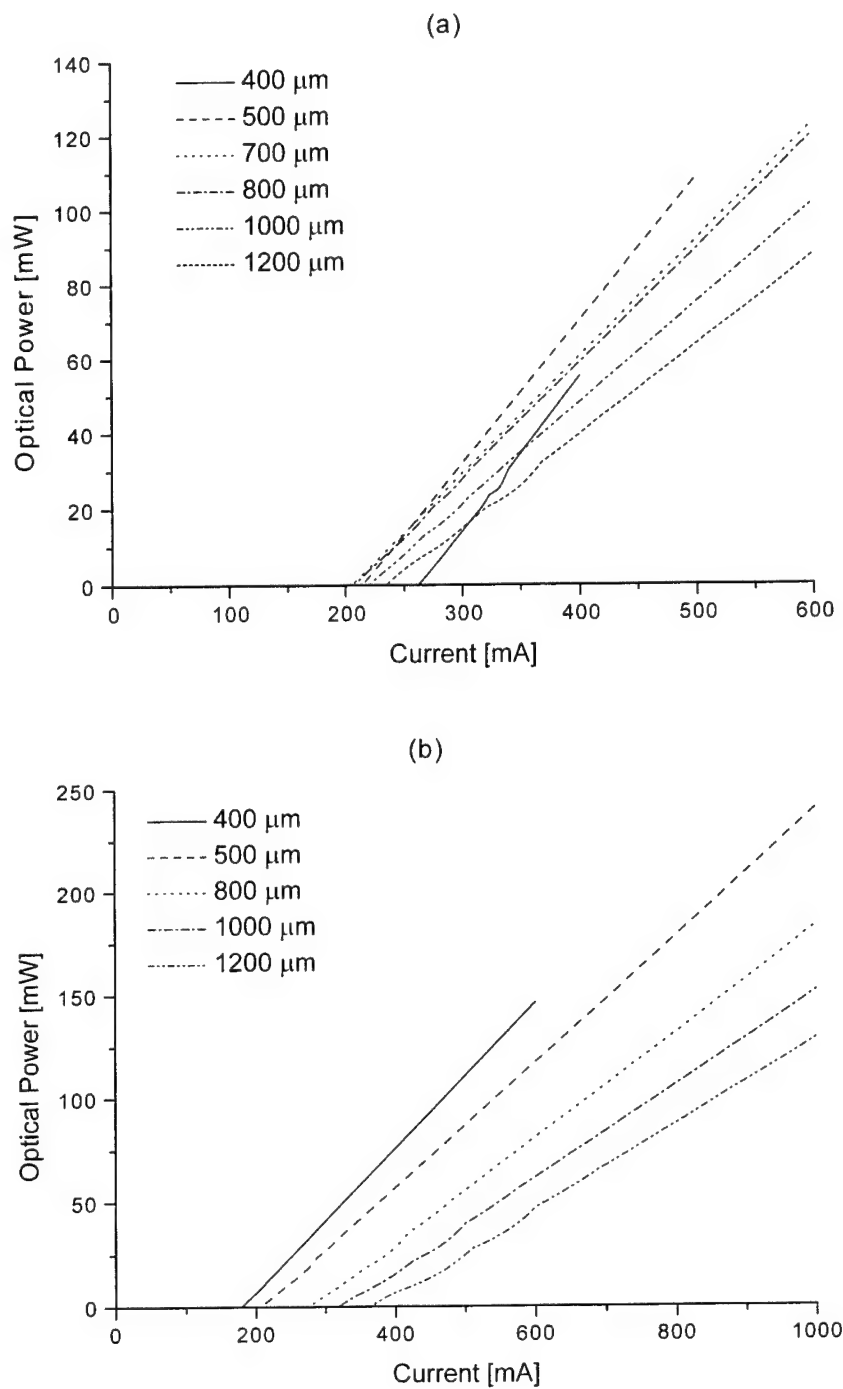 (a)
140
120
100
80
60
40
20
0
Optical Power [mW]
400 μm
500 μm
700 μm
800 μm
1000 μm
1200 μm
0 100 200 300 400 500 600
Current [mA]
(b)
250
200
150
100
50
0
Optical Power [mW]
400 μm
500 μm
800 μm
1000 μm
1200 μm
0 200 400 600 800 1000
Current [mA]